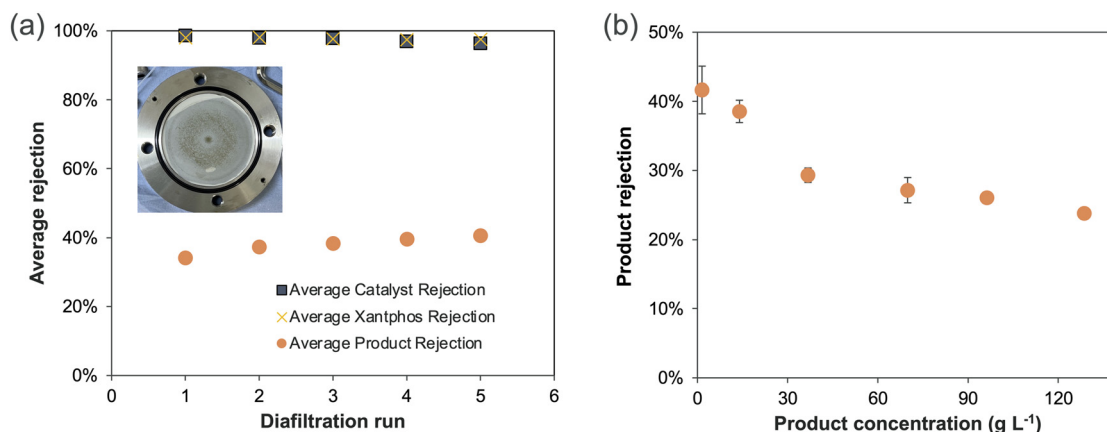 (a)
Average rejection
100%
80%
60%
40%
20%
0%
Average Catalyst Rejection
Average Xantphos Rejection
Average Product Rejection
0 1 2 3 4 5 6
Diafiltration run
(b)
Product rejection
50%
40%
30%
20%
10%
0%
0 30 60 90 120
Product concentration (g L⁻¹)